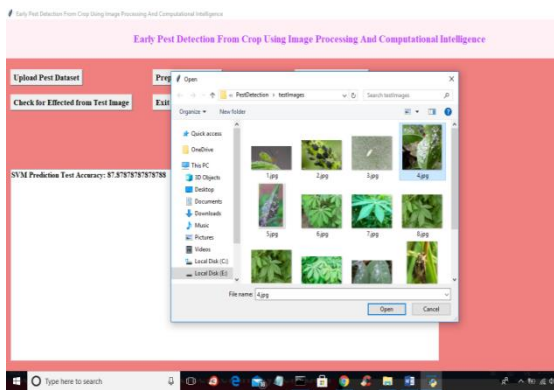 Early Pest Detection From Crop Using Image Processing And Computational Intelligence
Early Pest Detection From Crop Using Image Processing And Computational Intelligence
Upload Pest Dataset
Prep
Check for Effected from Test Image
Exit
SVM Prediction Test Accuracy: 87.87878787878788
Open
« PestDetection › testImages
Search testImages
Organize
New folder
Quick access
OneDrive
This PC
3D Objects
Desktop
Documents
Downloads
Music
Pictures
Videos
Local Disk (C:)
Local Disk (E:)
1.jpg
2.jpg
3.jpg
4.jpg
5.jpg
6.jpg
7.jpg
8.jpg
File name: 4.jpg
Open
Cancel
Type here to search